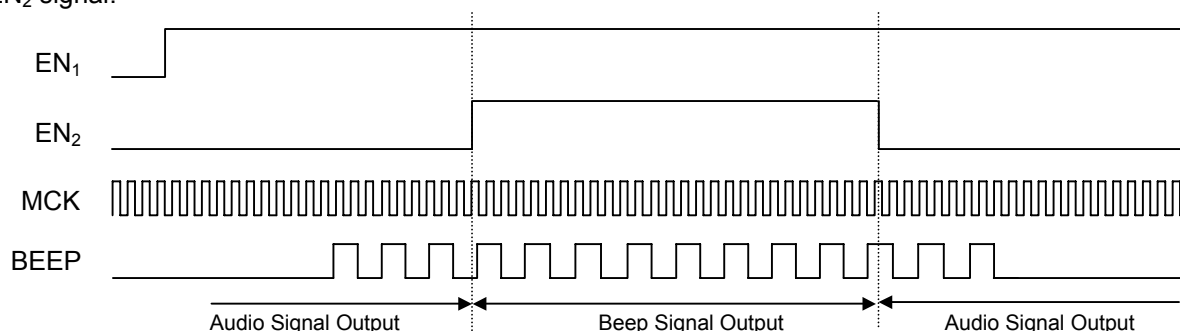 EN₂ signal.
EN₁
EN₂
MCK
BEEP
Audio Signal Output Beep Signal Output Audio Signal Output